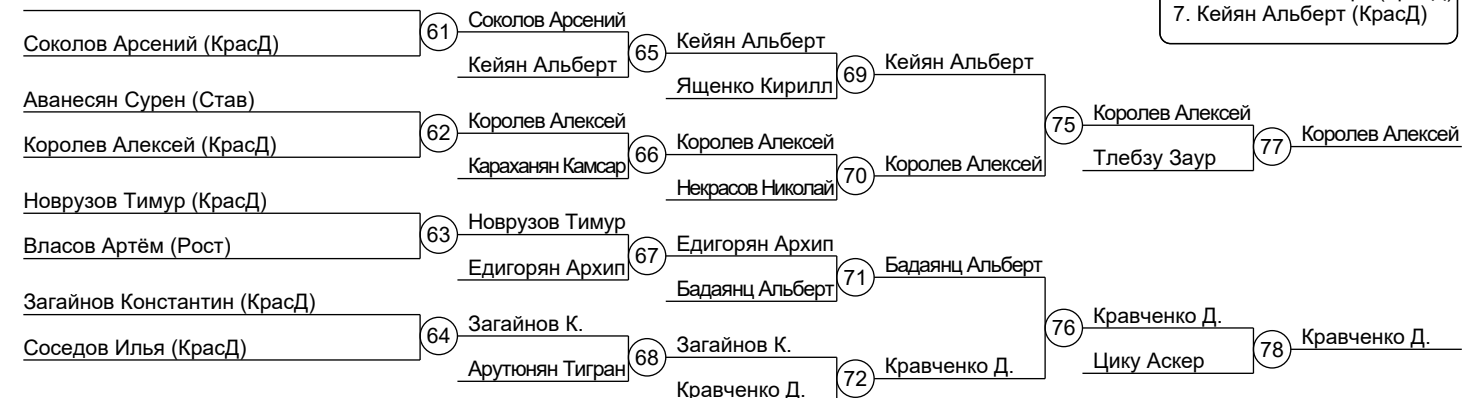 7. Кейян Альберт (КрасД)
Соколов Арсений (КрасД)
61
Соколов Арсений
Кейян Альберт
65
Кейян Альберт
Ященко Кирилл
69
Кейян Альберт
Аванесян Сурен (Став)
Королев Алексей (КрасД)
62
Королев Алексей
Караханян Камсар
66
Королев Алексей
Некрасов Николай
70
Королев Алексей
75
Королев Алексей
Тлебзу Заур
77
Королев Алексей
Новрузов Тимур (КрасД)
Власов Артём (Рост)
63
Новрузов Тимур
Едигорян Архип
67
Едигорян Архип
Бадаянц Альберт
71
Бадаянц Альберт
Загайнов Константин (КрасД)
Соседов Илья (КрасД)
64
Загайнов К.
Арутюнян Тигран
68
Загайнов К.
Кравченко Д.
72
Кравченко Д.
76
Кравченко Д.
Цику Аскер
78
Кравченко Д.